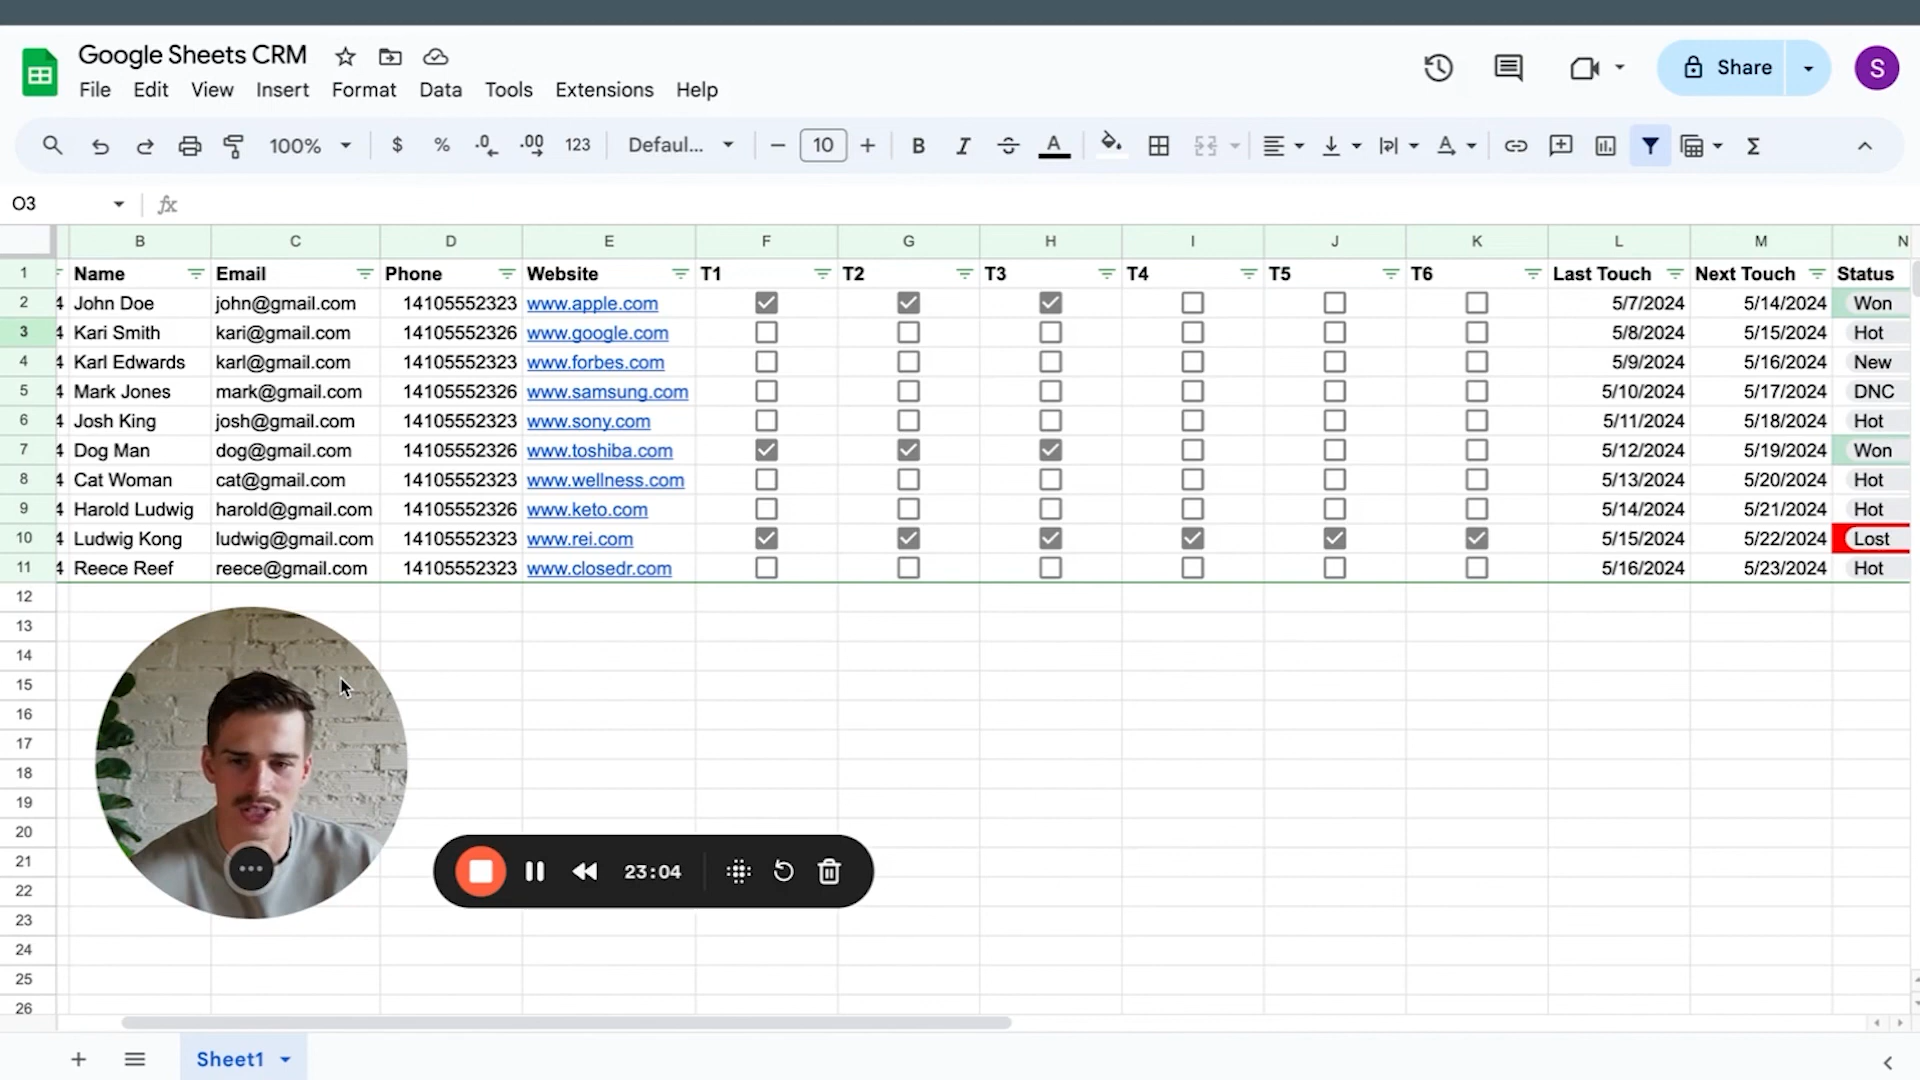 Google Sheets CRM
File Edit View Insert Format Data Tools Extensions Help
Share S
100% $ % .0 .00 123 Defaul... 10 B I A Σ
O3 fx
B C D E F G H I J K L M N
1 Name Email Phone Website T1 T2 T3 T4 T5 T6 Last Touch Next Touch Status
2 4 John Doe john@gmail.com 14105552323 www.apple.com 5/7/2024 5/14/2024 Won
3 4 Kari Smith kari@gmail.com 14105552326 www.google.com 5/8/2024 5/15/2024 Hot
4 4 Karl Edwards karl@gmail.com 14105552323 www.forbes.com 5/9/2024 5/16/2024 New
5 4 Mark Jones mark@gmail.com 14105552326 www.samsung.com 5/10/2024 5/17/2024 DNC
6 4 Josh King josh@gmail.com 14105552323 www.sony.com 5/11/2024 5/18/2024 Hot
7 4 Dog Man dog@gmail.com 14105552326 www.toshiba.com 5/12/2024 5/19/2024 Won
8 4 Cat Woman cat@gmail.com 14105552323 www.wellness.com 5/13/2024 5/20/2024 Hot
9 4 Harold Ludwig harold@gmail.com 14105552326 www.keto.com 5/14/2024 5/21/2024 Hot
10 4 Ludwig Kong ludwig@gmail.com 14105552323 www.rei.com 5/15/2024 5/22/2024 Lost
11 4 Reece Reef reece@gmail.com 14105552323 www.closedr.com 5/16/2024 5/23/2024 Hot
12
13
14
15
16
17
18
19
20
21
23:04
22
23
24
25
26
Sheet1